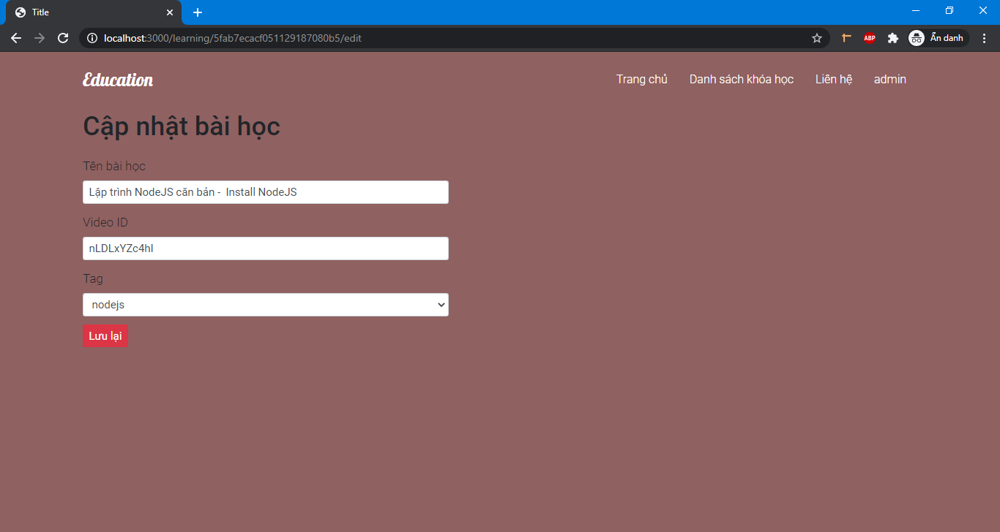 Title
localhost:3000/learning/5fab7ecacf051129187080b5/edit
ABP
Ẩn danh
Education
Trang chủ
Danh sách khóa học
Liên hệ
admin
Cập nhật bài học
Tên bài học
Lập trình NodeJS căn bản -  Install NodeJS
Video ID
nLDLxYZc4hI
Tag
nodejs
Lưu lại